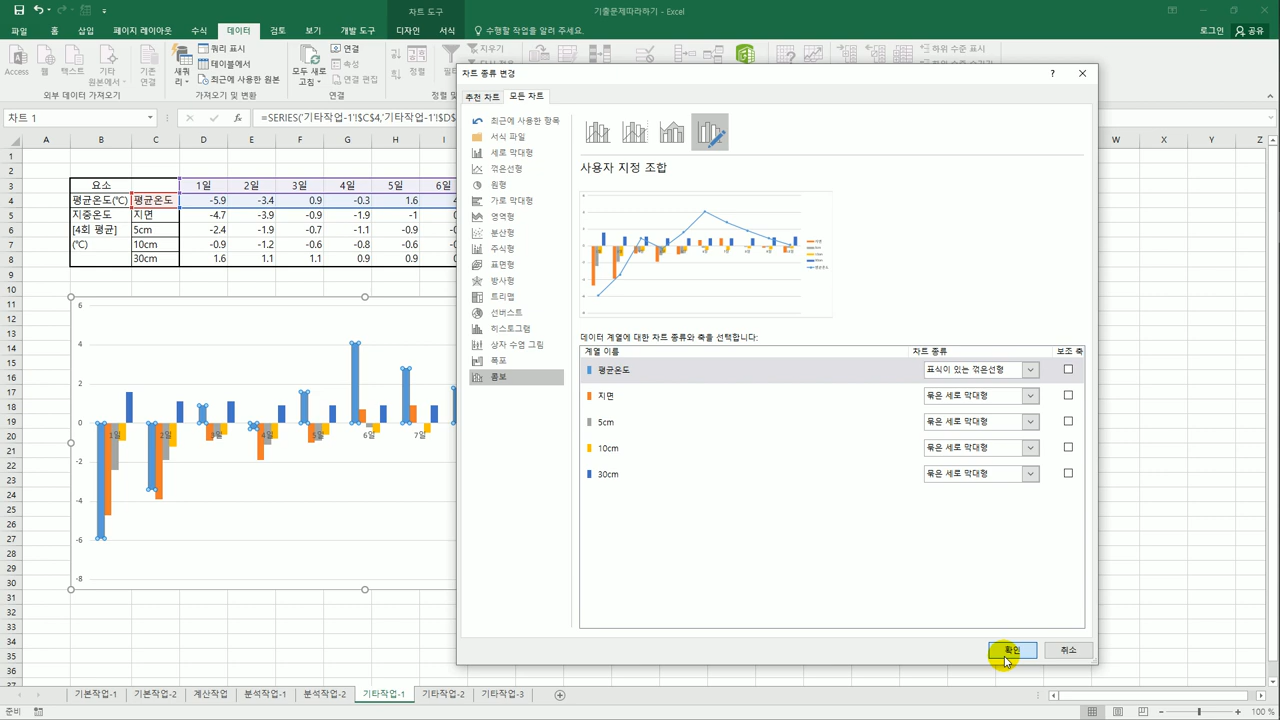 차트 도구
기출문제따라하기 - Excel
파일 홈 삽입 페이지 레이아웃 수식 데이터 검토 보기 개발 도구 디자인 서식 수행할 작업을 알려 주세요.
로그인 공유
Access 웹 텍스트 기타 원본에서 기존 연결
외부 데이터 가져오기
새쿼리
쿼리 표시
테이블에서
최근에 사용한 원본
가져오기 및 변환
모두 새로 고침
연결
속성
연결 편집
연결
정렬
지우기
하위 수준 표시
차트 종류 변경
추천 차트 모든 차트
차트 1
=SERIES('기타작업-1'!$C$4,'기타작업-1'!$D$
A B C D E F G H I W X Y Z
요소 1일 2일 3일 4일 5일 6일
평균온도(℃) 평균온도 -5.9 -3.4 0.9 -0.3 1.6
지중온도 지면 -4.7 -3.9 -0.9 -1.9 -1
[4회 평균] 5cm -2.4 -1.9 -0.7 -1.1 -0.9
(℃) 10cm -0.9 -1.2 -0.6 -0.8 -0.6
30cm 1.6 1.1 1.1 0.9 0.9
6
4
2
0
-2
-4
-6
-8
1일 2일 3일 4일 5일 6일 7일
최근에 사용한 항목
서식 파일
세로 막대형
꺾은선형
원형
가로 막대형
영역형
분산형
주식형
표면형
방사형
트리맵
선버스트
히스토그램
상자 수염 그림
폭포
콤보
사용자 지정 조합
데이터 계열에 대한 차트 종류와 축을 선택합니다:
계열 이름 차트 종류 보조 축
평균온도 표식이 있는 꺾은선형
지면 묶은 세로 막대형
5cm 묶은 세로 막대형
10cm 묶은 세로 막대형
30cm 묶은 세로 막대형
확인 취소
기본작업-1 기본작업-2 계산작업 분석작업-1 분석작업-2 기타작업-1 기타작업-2 기타작업-3
준비
100 %